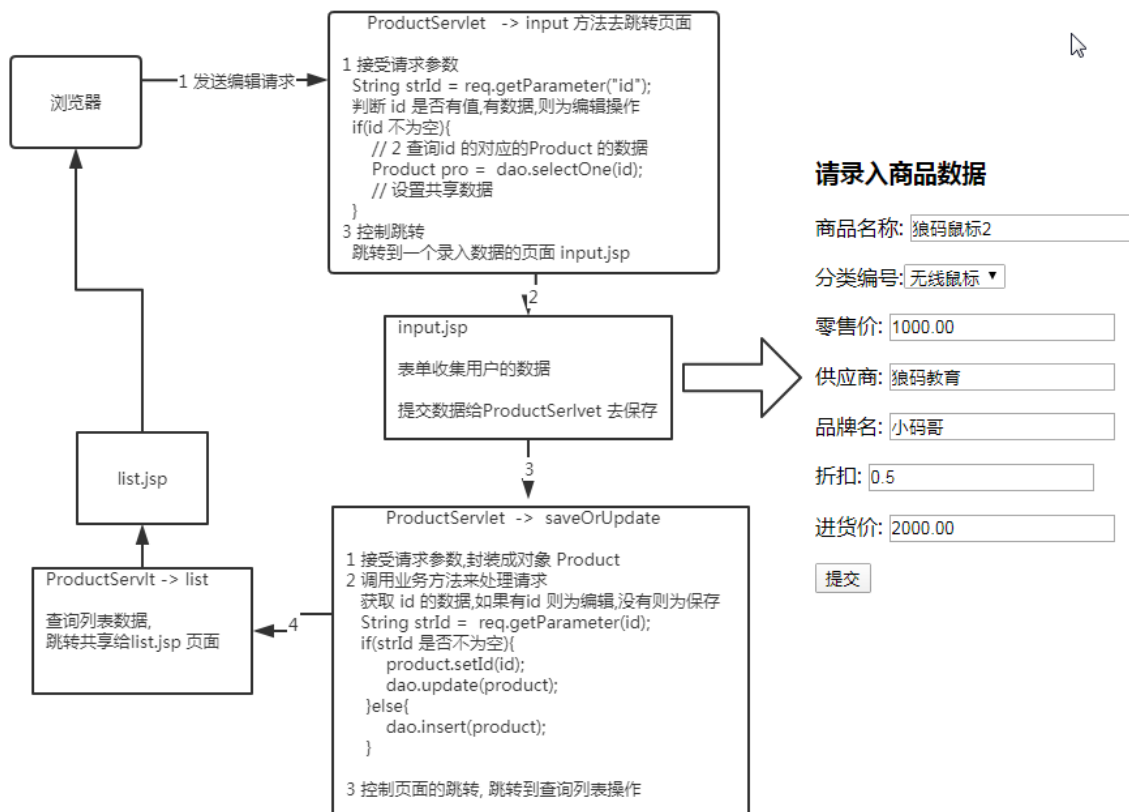 浏览器
1 发送编辑请求
ProductServlet -> input 方法去跳转页面
1 接受请求参数
String strId = req.getParameter("id");
判断 id 是否有值,有数据,则为编辑操作
if(id 不为空){
// 2 查询id 的对应的Product 的数据
Product pro = dao.selectOne(id);
// 设置共享数据
}
3 控制跳转
跳转到一个录入数据的页面 input.jsp
2
input.jsp
表单收集用户的数据
提交数据给ProductSerlvet 去保存
3
ProductServlet -> saveOrUpdate
1 接受请求参数,封装成对象 Product
2 调用业务方法来处理请求
获取 id 的数据,如果有id 则为编辑,没有则为保存
String strId = req.getParameter(id);
if(strId 是否不为空){
product.setId(id);
dao.update(product);
}else{
dao.insert(product);
}
3 控制页面的跳转, 跳转到查询列表操作
4
ProductServlt -> list
查询列表数据,
跳转共享给list.jsp 页面
list.jsp
请录入商品数据
商品名称: 狼码鼠标2
分类编号:无线鼠标
零售价: 1000.00
供应商: 狼码教育
品牌名: 小码哥
折扣: 0.5
进货价: 2000.00
提交